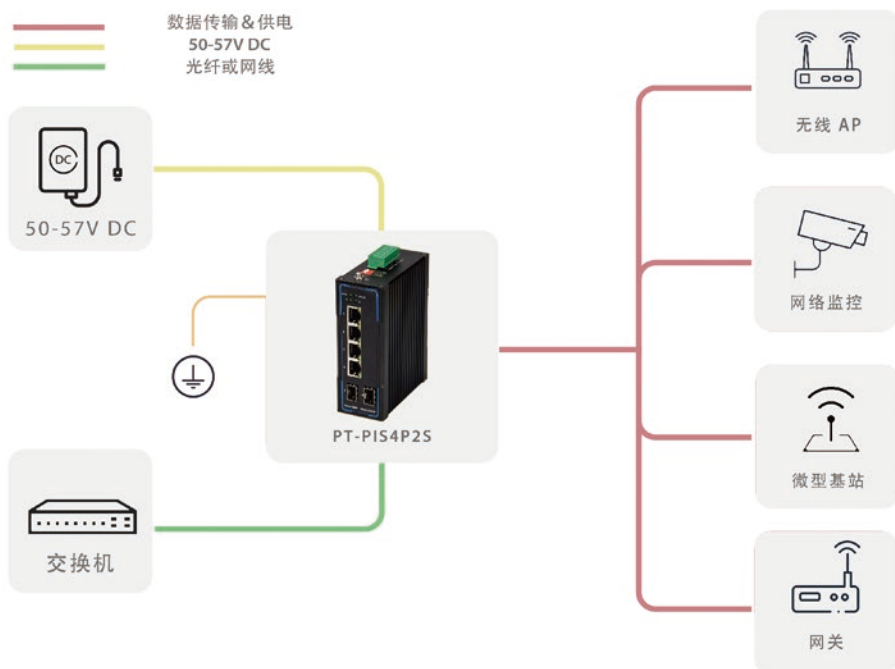 数据传输&供电
50-57V DC
光纤或网线
DC
50-57V DC
无线 AP
网络监控
PT-PIS4P2S
微型基站
交换机
网关